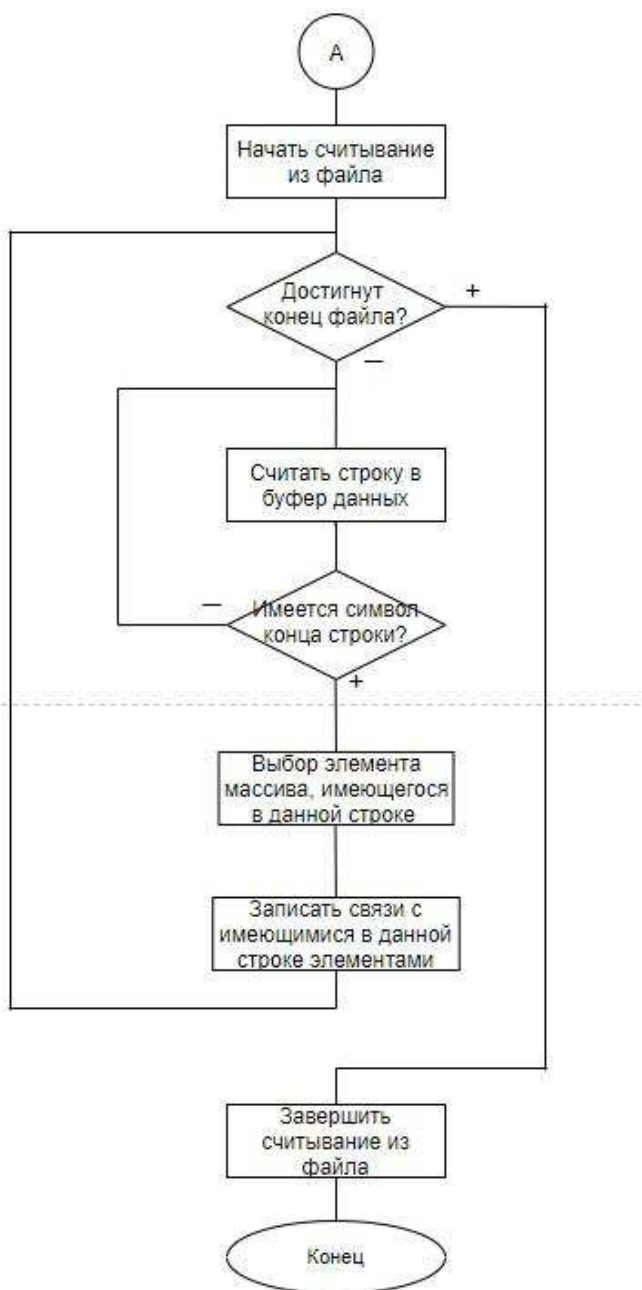 А
Начать считывание
из файла
Достигнут
конец файла?
+
—
Считать строку в
буфер данных
—
Имеется символ
конца строки?
+
Выбор элемента
массива, имеющегося
в данной строке
Записать связи с
имеющимися в данной
строке элементами
Завершить
считывание из
файла
Конец